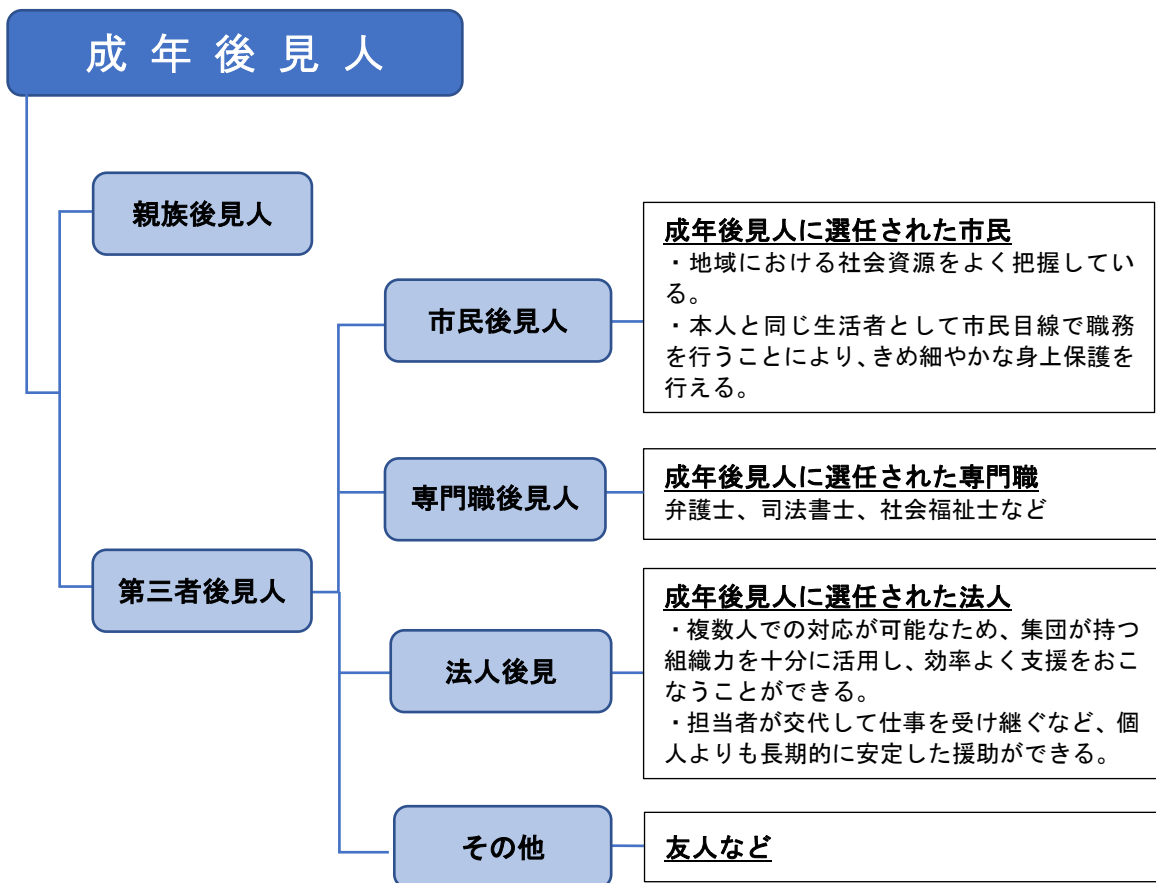 成年後見人
親族後見人
成年後見人に選任された市民
・地域における社会資源をよく把握してい
る。
・本人と同じ生活者として市民目線で職務
を行うことにより、きめ細やかな身上保護を
行える。
市民後見人
成年後見人に選任された専門職
弁護士、司法書士、社会福祉士など
専門職後見人
第三者後見人
成年後見人に選任された法人
・複数人での対応が可能なため、集団が持つ
組織力を十分に活用し、効率よく支援をおこ
なうことができる。
・担当者が交代して仕事を受け継ぐなど、個
人よりも長期的に安定した援助ができる。
法人後見
その他
友人など